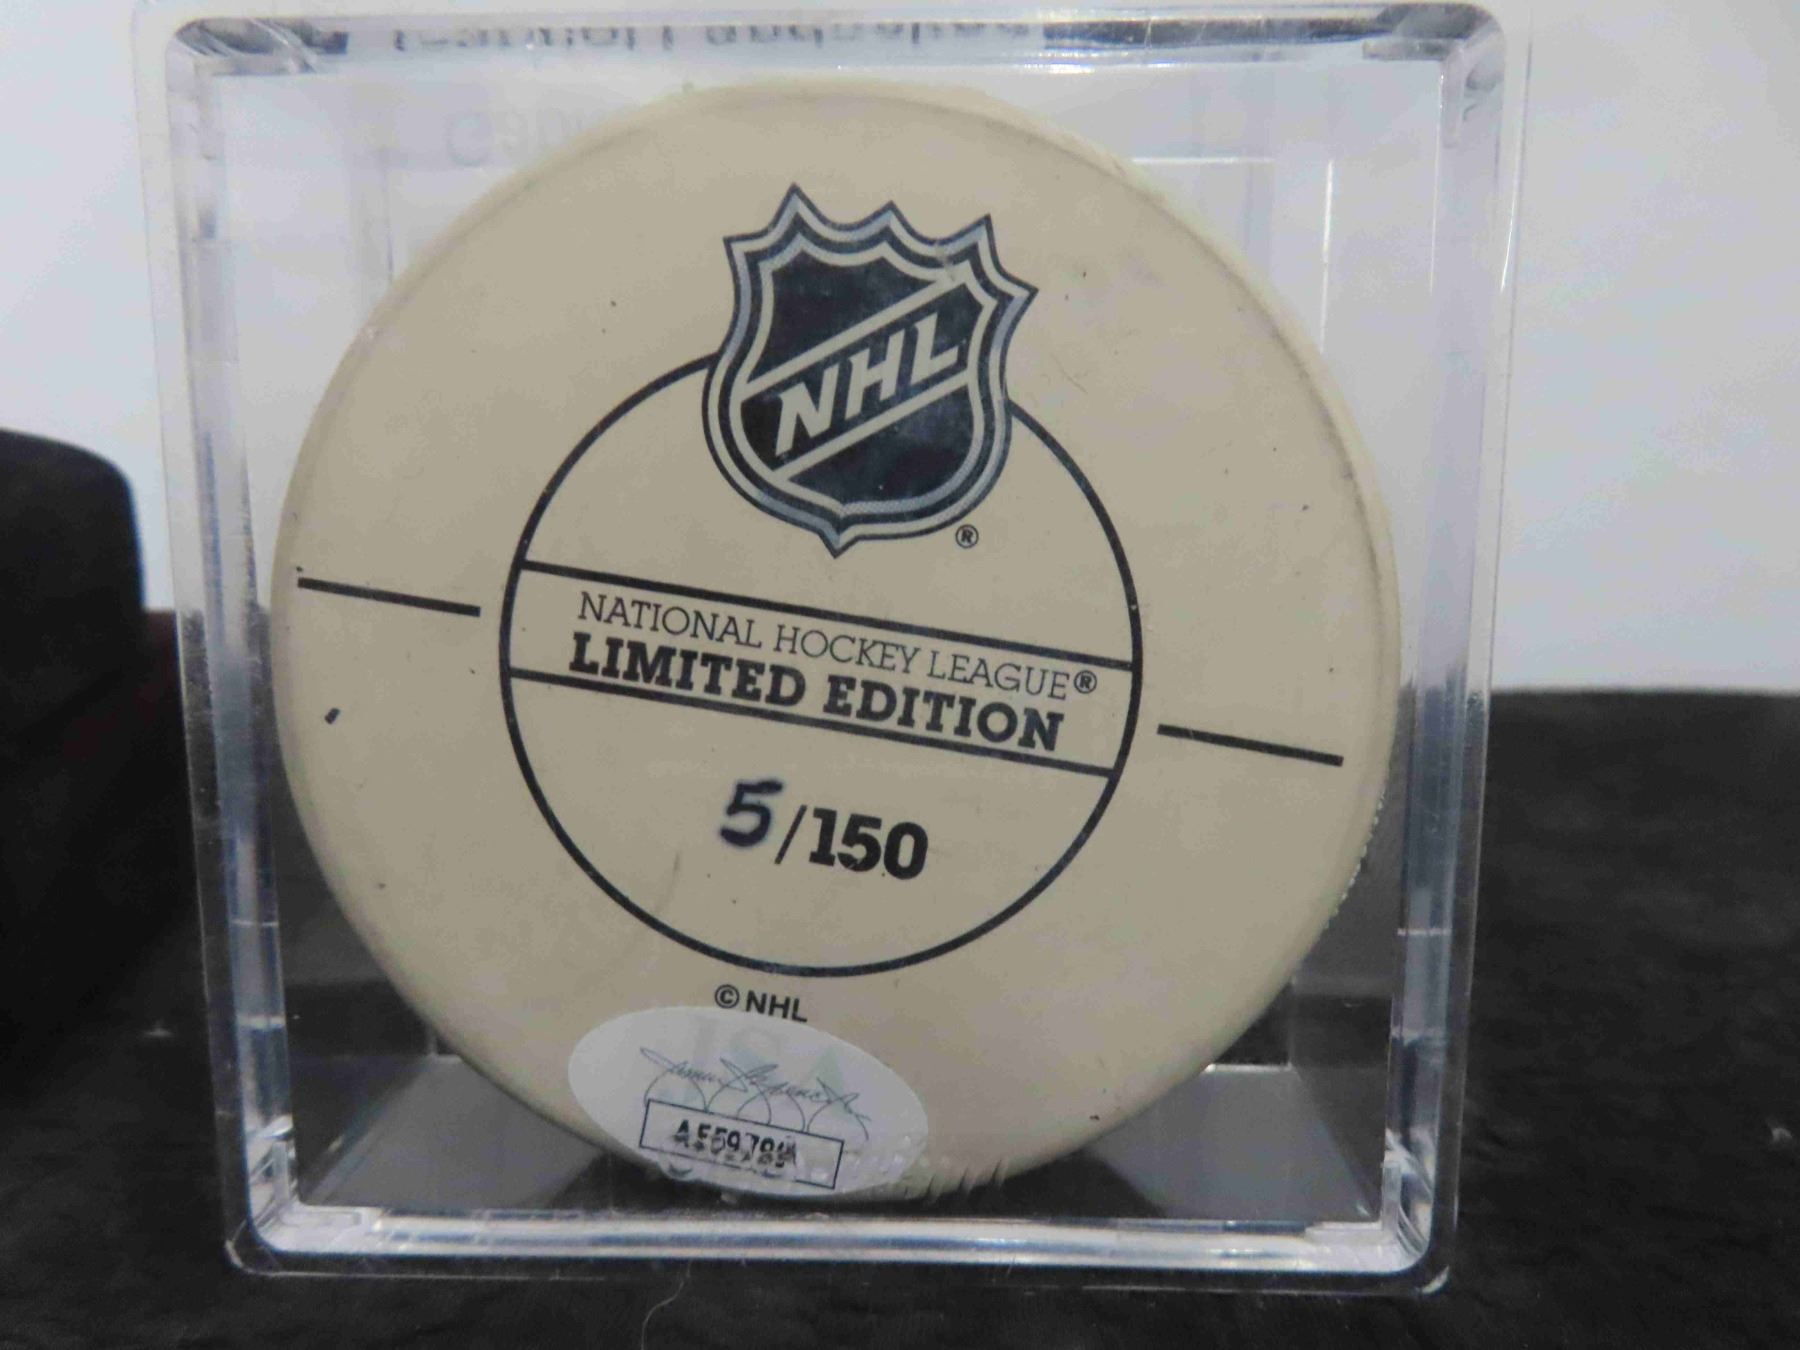 NHL
®
NATIONAL HOCKEY LEAGUE®
LIMITED EDITION
5/150
© NHL